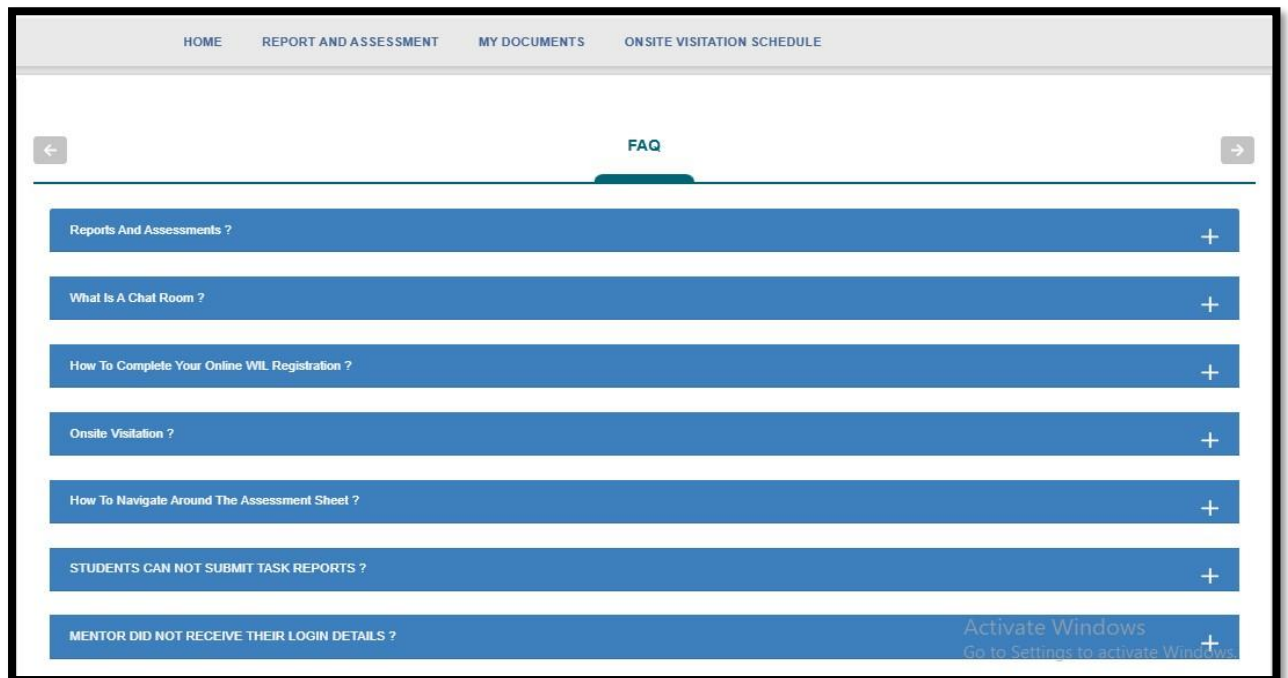 HOME REPORT AND ASSESSMENT MY DOCUMENTS ONSITE VISITATION SCHEDULE
FAQ
Reports And Assessments ?
What Is A Chat Room ?
How To Complete Your Online WIL Registration ?
Onsite Visitation ?
How To Navigate Around The Assessment Sheet ?
STUDENTS CAN NOT SUBMIT TASK REPORTS ?
MENTOR DID NOT RECEIVE THEIR LOGIN DETAILS ?
Activate Windows
Go to Settings to activate Windows.